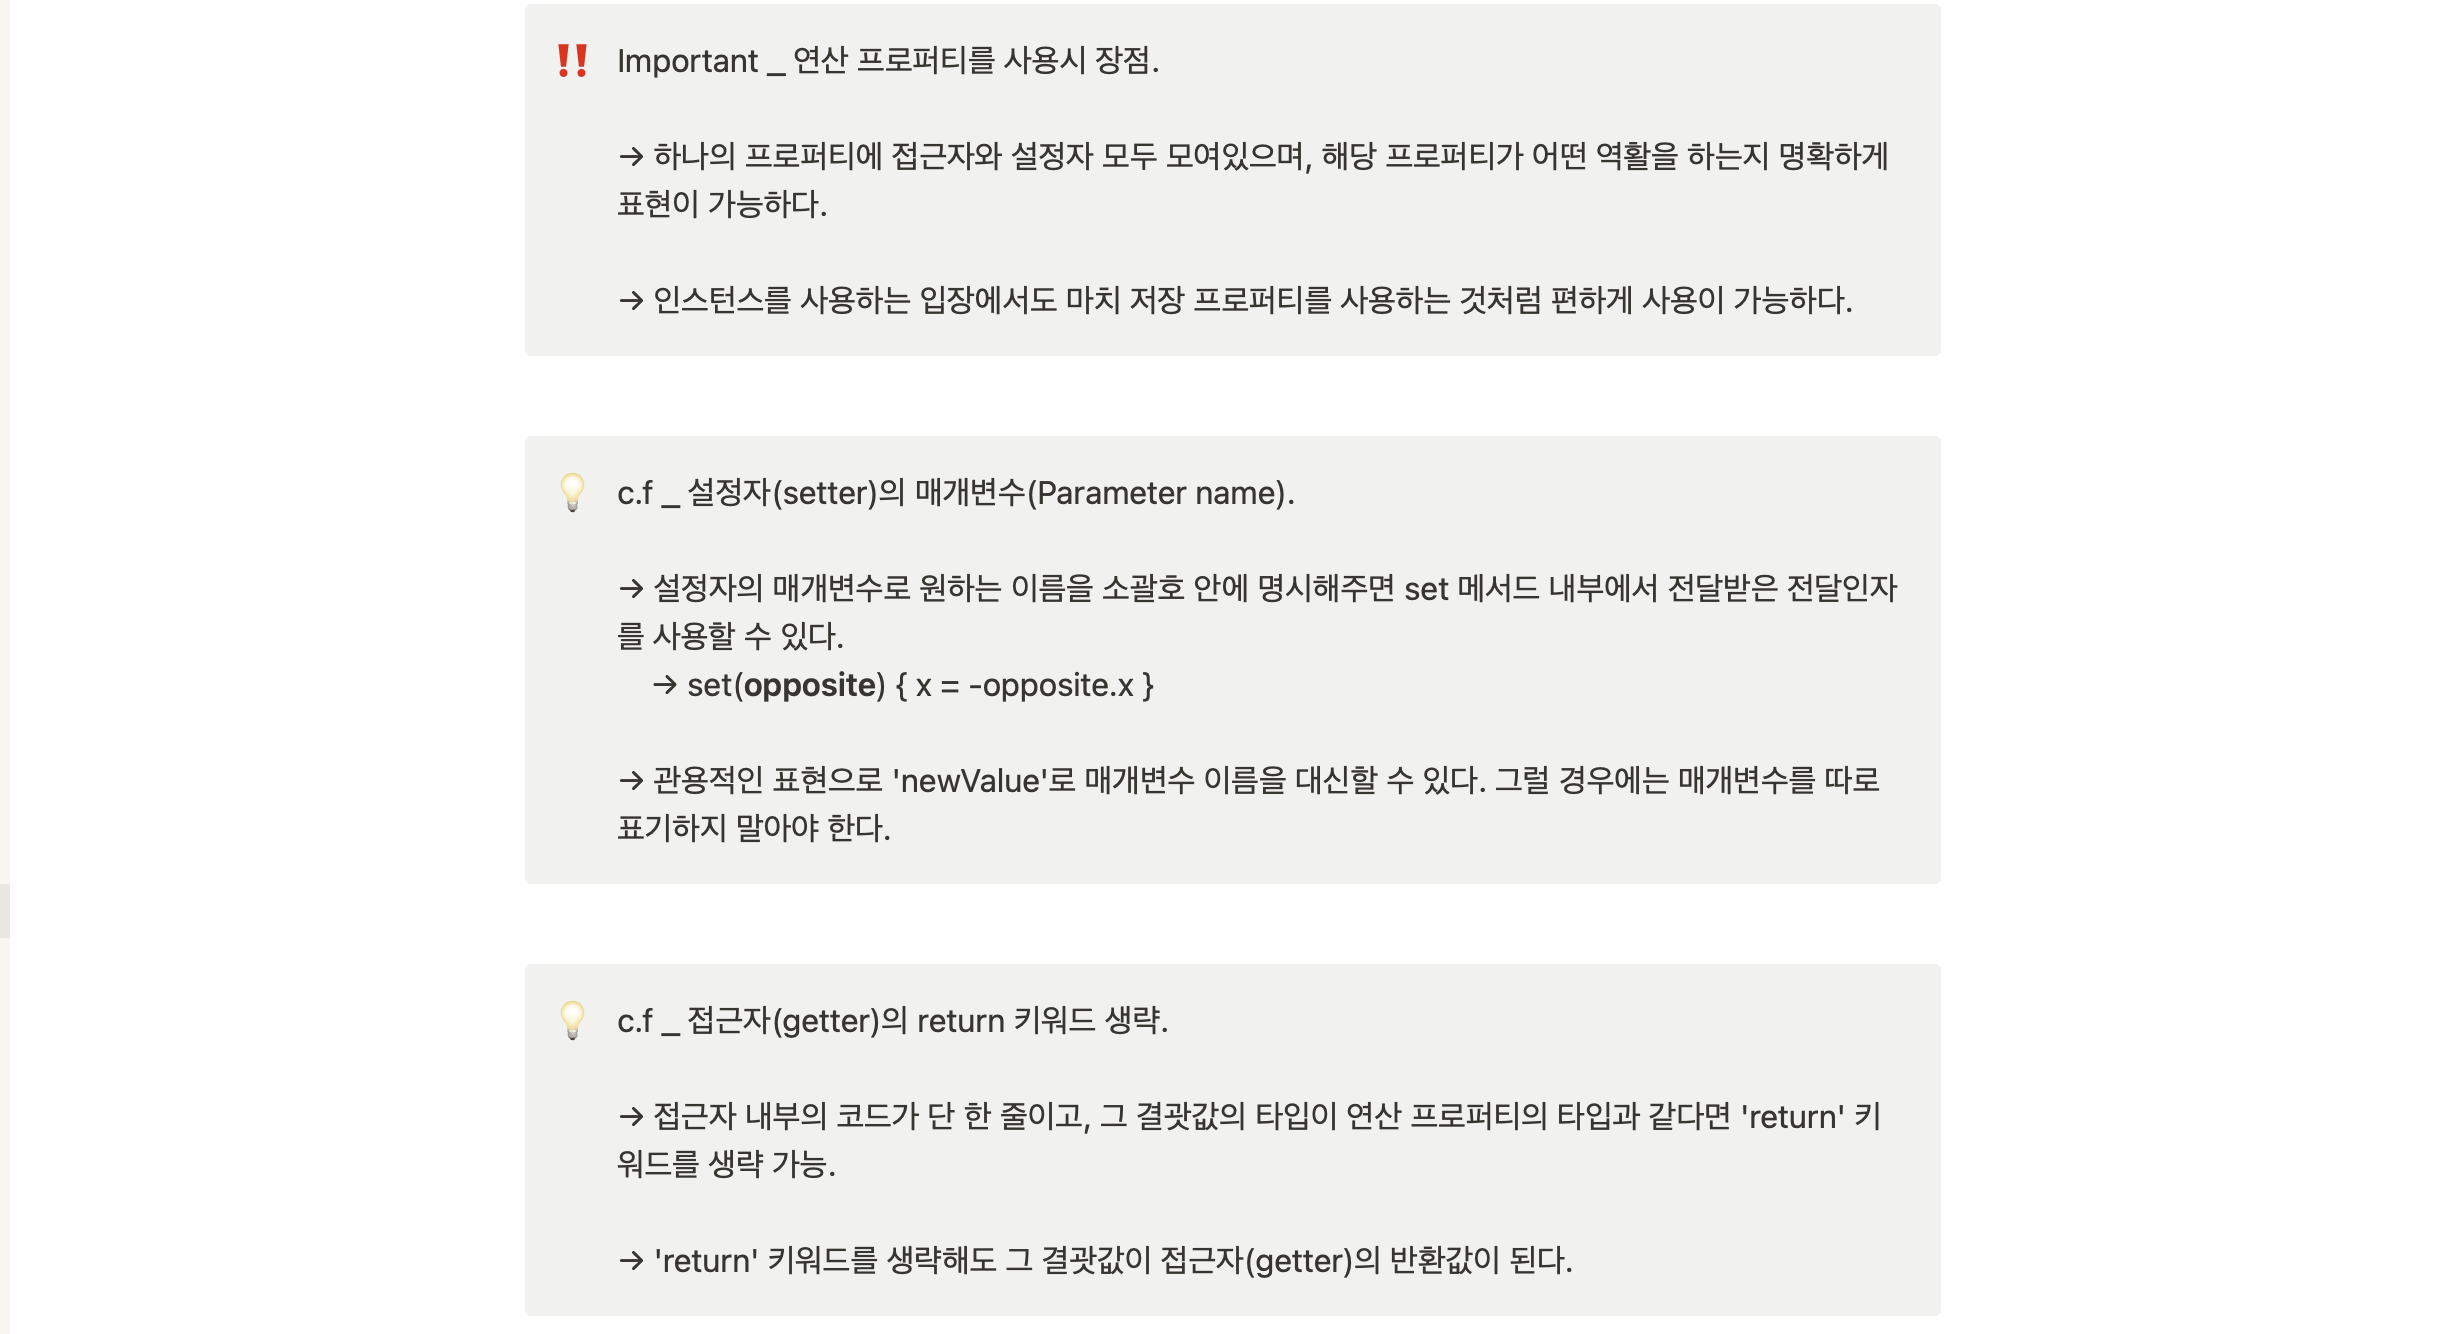 Important _ 연산 프로퍼티를 사용시 장점.
→ 하나의 프로퍼티에 접근자와 설정자 모두 모여있으며, 해당 프로퍼티가 어떤 역활을 하는지 명확하게
표현이 가능하다.
→ 인스턴스를 사용하는 입장에서도 마치 저장 프로퍼티를 사용하는 것처럼 편하게 사용이 가능하다.
c.f _ 설정자(setter)의 매개변수(Parameter name).
→ 설정자의 매개변수로 원하는 이름을 소괄호 안에 명시해주면 set 메서드 내부에서 전달받은 전달인자
를 사용할 수 있다.
→ set(opposite) { x = -opposite.x }
→ 관용적인 표현으로 'newValue'로 매개변수 이름을 대신할 수 있다. 그럴 경우에는 매개변수를 따로
표기하지 말아야 한다.
c.f _ 접근자(getter)의 return 키워드 생략.
→ 접근자 내부의 코드가 단 한 줄이고, 그 결괏값의 타입이 연산 프로퍼티의 타입과 같다면 'return' 키
워드를 생략 가능.
→ 'return' 키워드를 생략해도 그 결괏값이 접근자(getter)의 반환값이 된다.